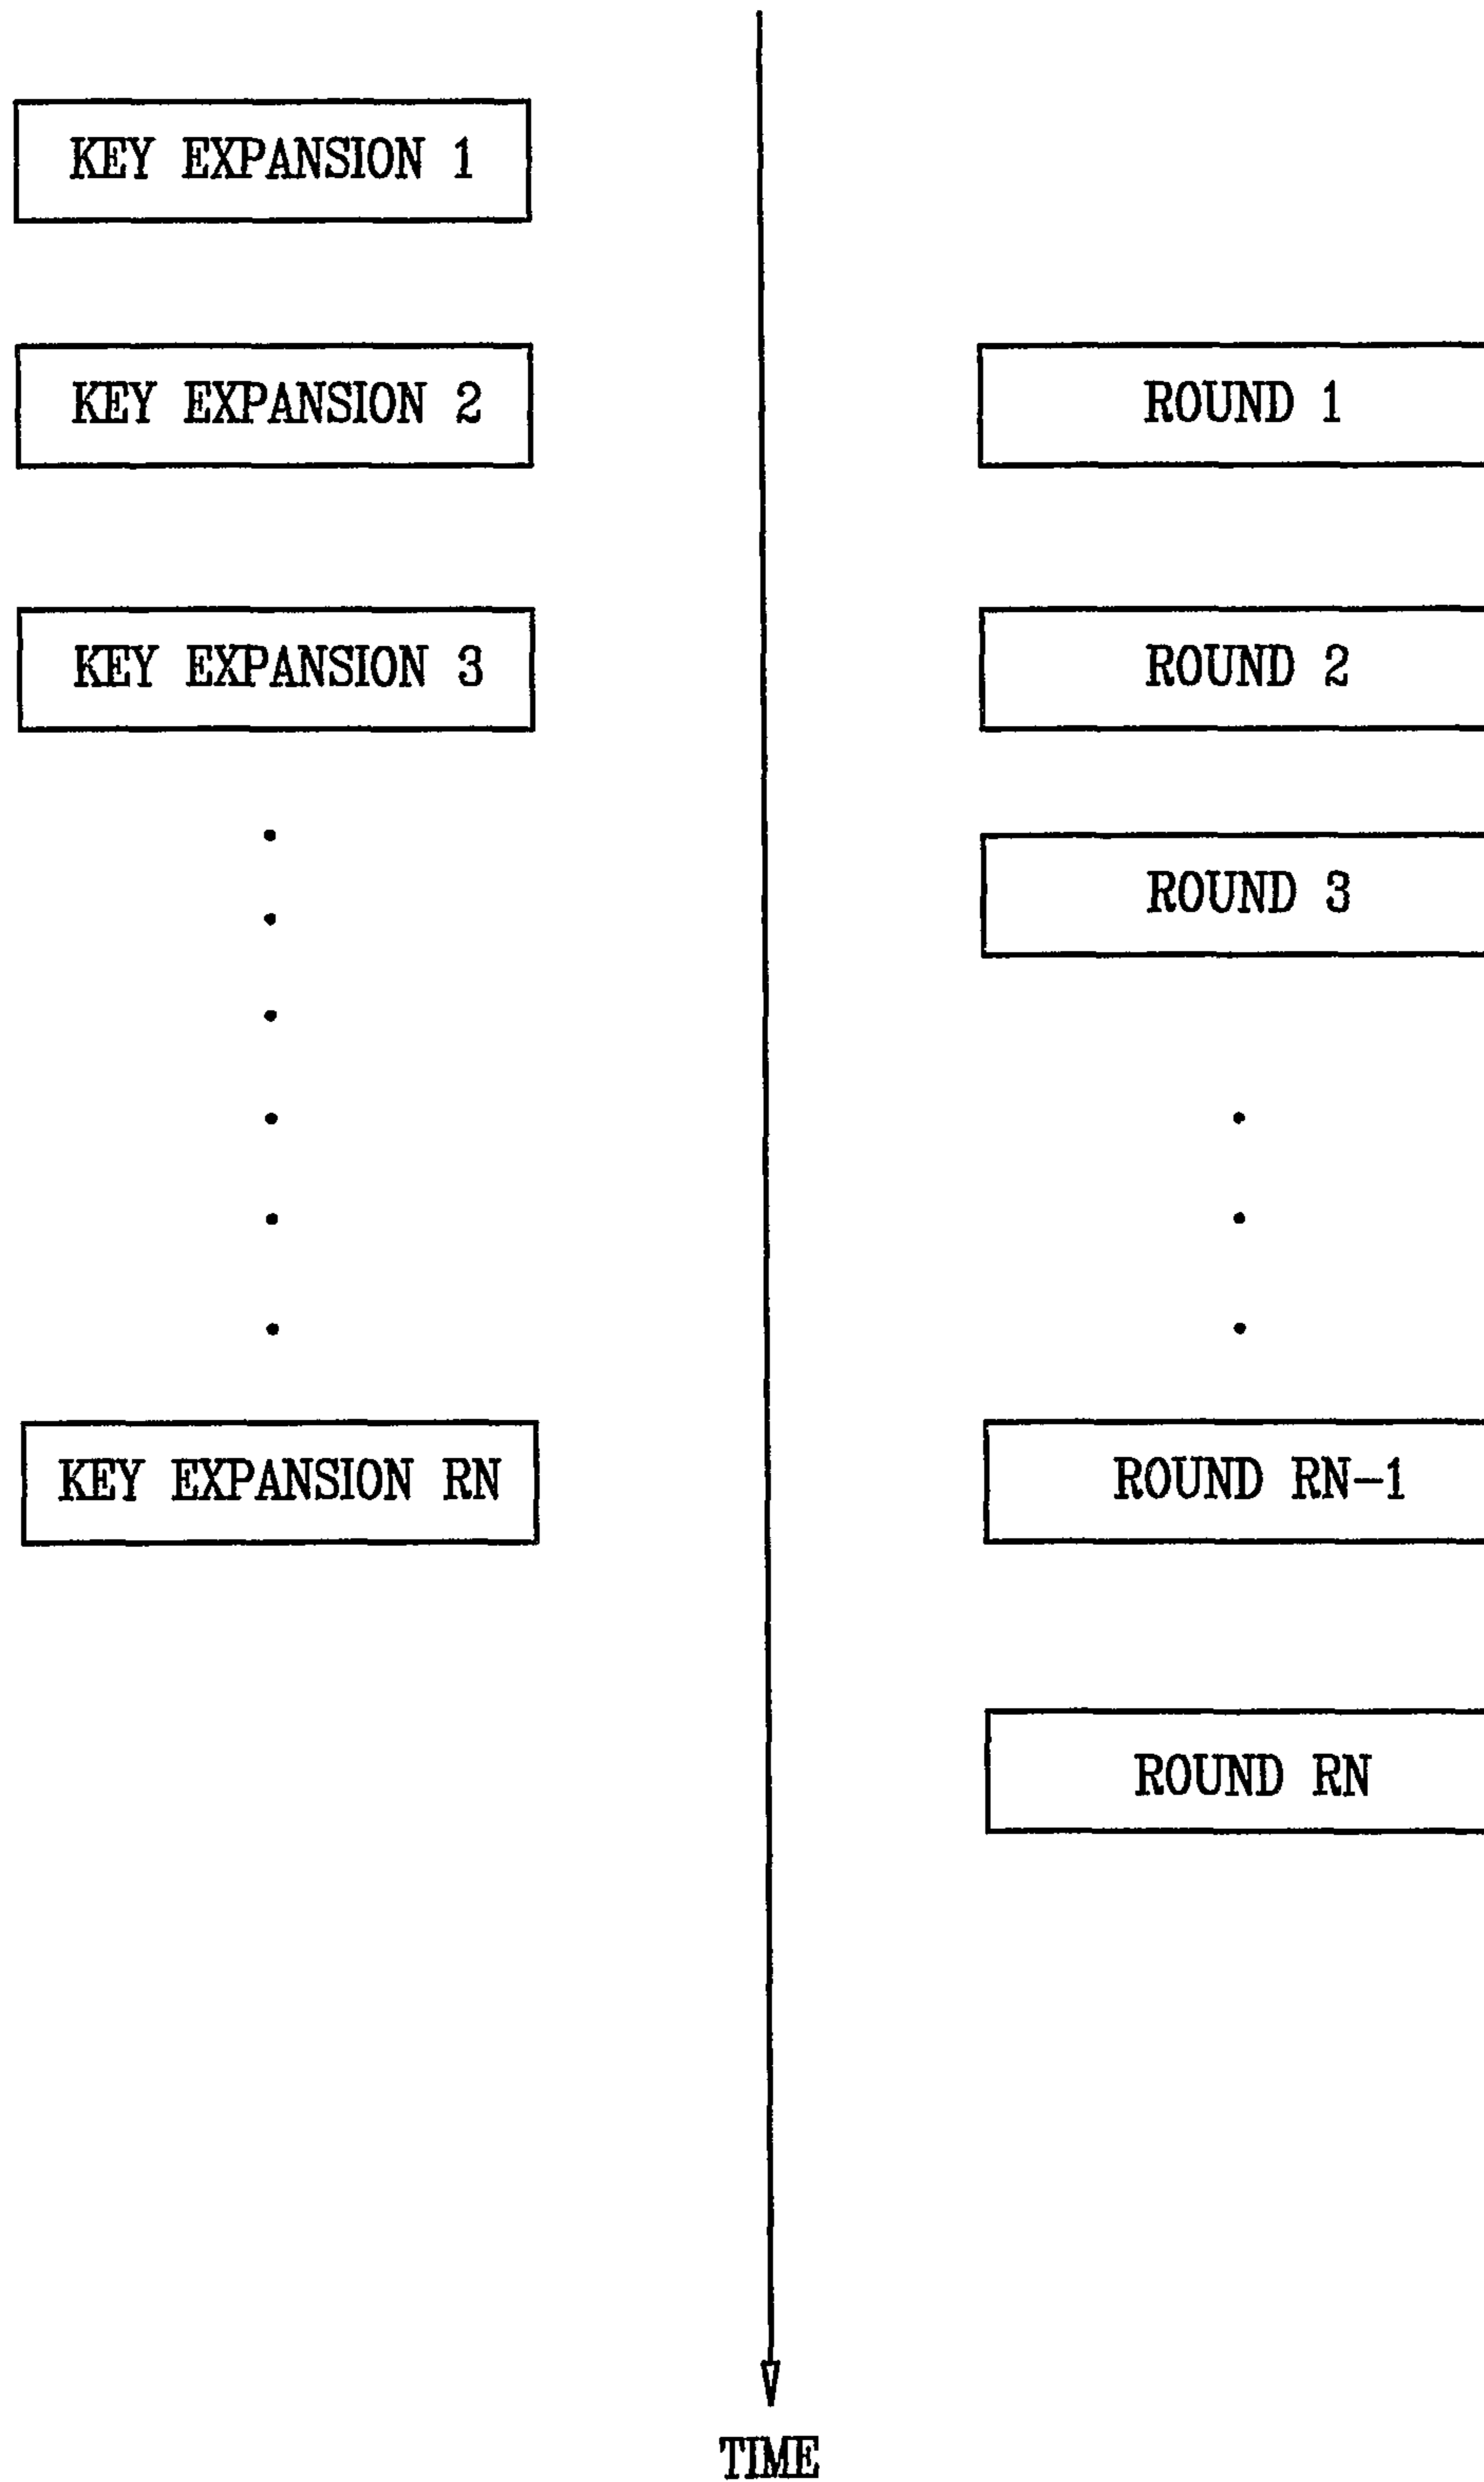 KEY EXPANSION 1
KEY EXPANSION 2
ROUND 1
KEY EXPANSION 3
ROUND 2
ROUND 3
KEY EXPANSION RN
ROUND RN-1
ROUND RN
TIME